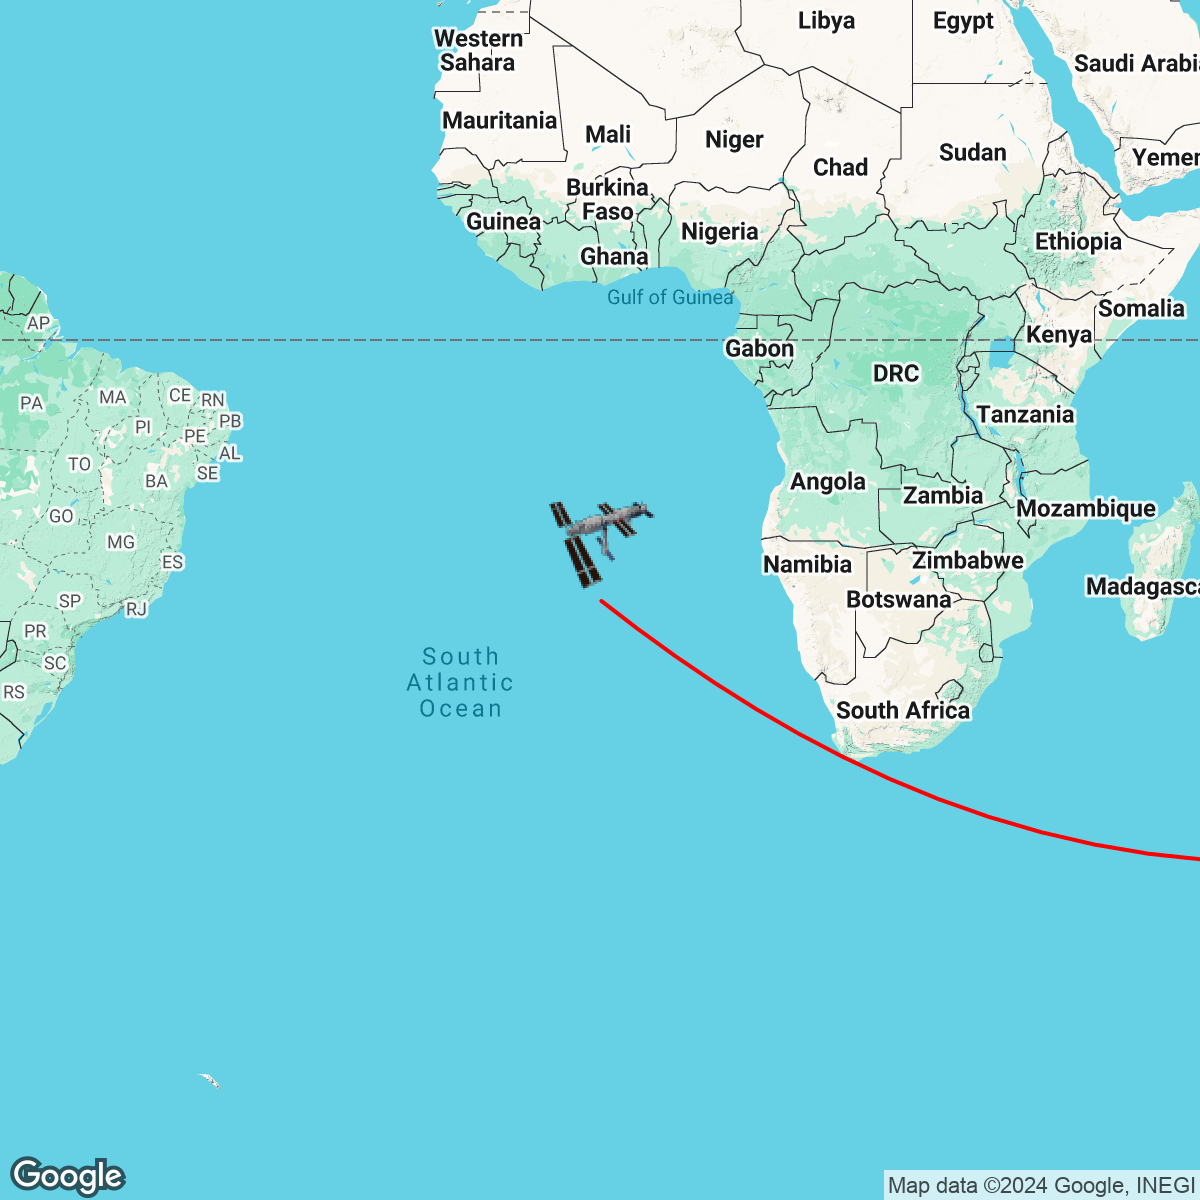 Libya
Egypt
Western
Sahara
Saudi Arabi
Mauritania
Mali
Niger
Chad
Sudan
Yemen
Burkina
Faso
Guinea
Nigeria
Ghana
Ethiopia
Gulf of Guinea
Somalia
AP
Kenya
Gabon
DRC
PA
MA
CE
RN
PI
PB
PE
Tanzania
AL
TO
SE
BA
Angola
Zambia
GO
Mozambique
MG
ES
Namibia
Zimbabwe
Madagasca
Botswana
SP
RJ
PR
SC
South
Atlantic
Ocean
RS
South Africa
Google
Map data ©2024 Google, INEGI